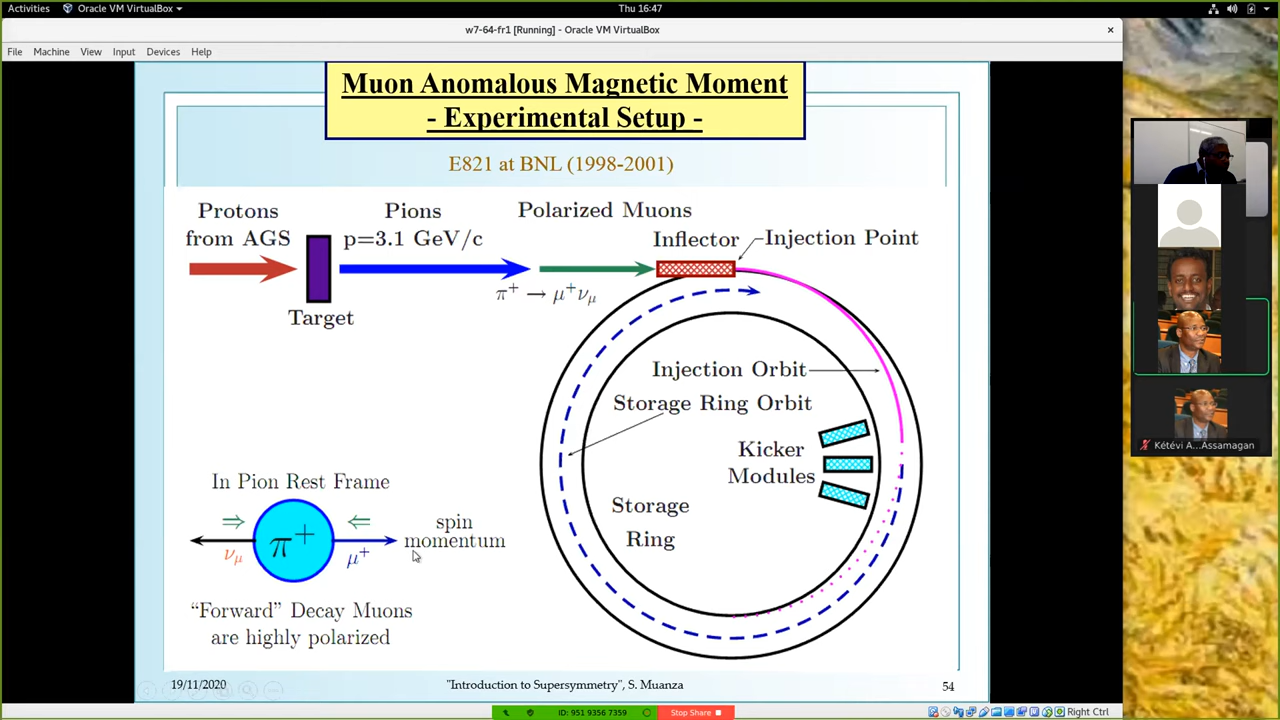 Activities
Oracle VM VirtualBox
Thu 16:47
w7-64-fr1 [Running] - Oracle VM VirtualBox
×
File Machine View Input Devices Help
Muon Anomalous Magnetic Moment
- Experimental Setup -
E821 at BNL (1998-2001)
Protons
from AGS
Pions
p=3.1 GeV/c
Polarized Muons
Inflector
Injection Point
π⁺ → μ⁺νμ
Target
Injection Orbit
Storage Ring Orbit
Kicker
Modules
Storage
Ring
In Pion Rest Frame
⇒ ⇐
π⁺
νμ
μ⁺
spin
momentum
“Forward” Decay Muons
are highly polarized
19/11/2020
"Introduction to Supersymmetry", S. Muanza
54
Kétévi A...Assamagan
ID: 951 9356 7359
Stop Share
Right Ctrl